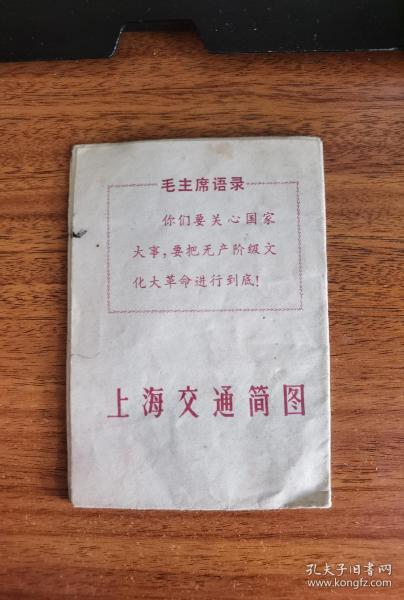 毛主席语录
你们要关心国家
大事，要把无产阶级文
化大革命进行到底！
上海交通简图
孔夫子旧书网
www.kongfz.com